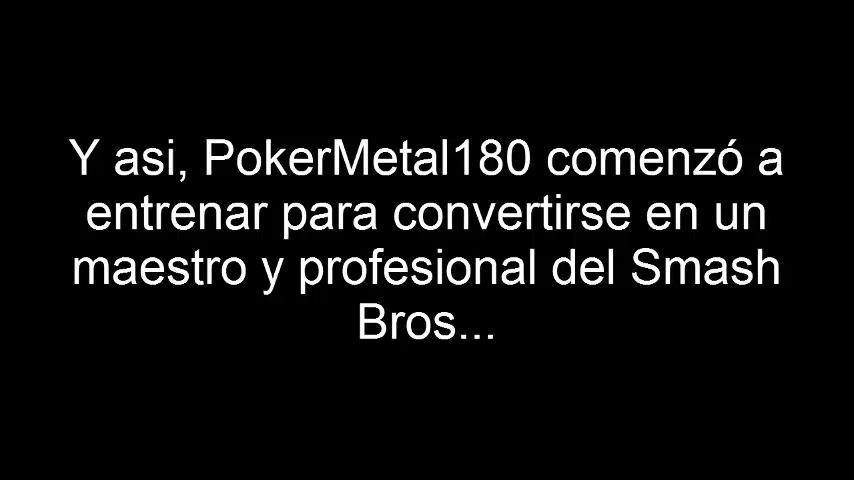 Y asi, PokerMetal180 comenzó a
entrenar para convertirse en un
maestro y profesional del Smash
Bros...